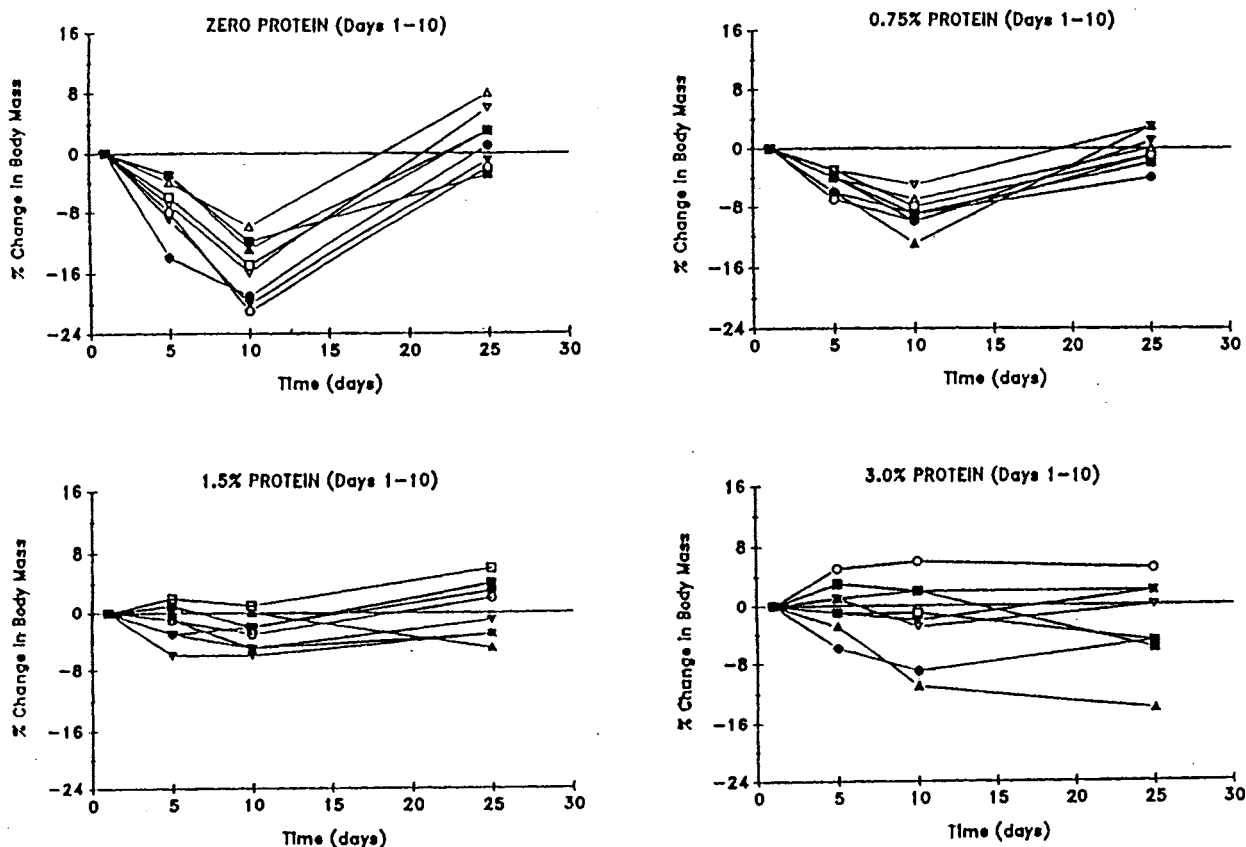 ZERO PROTEIN (Days 1-10)
16
8
0
-8
-16
-24
% Change In Body Mass
0 5 10 15 20 25 30
Time (days)
0.75% PROTEIN (Days 1-10)
16
8
0
-8
-16
-24
% Change In Body Mass
0 5 10 15 20 25 30
Time (days)
1.5% PROTEIN (Days 1-10)
16
8
0
-8
-16
-24
% Change In Body Mass
0 5 10 15 20 25 30
Time (days)
3.0% PROTEIN (Days 1-10)
16
8
0
-8
-16
-24
% Change In Body Mass
0 5 10 15 20 25 30
Time (days)